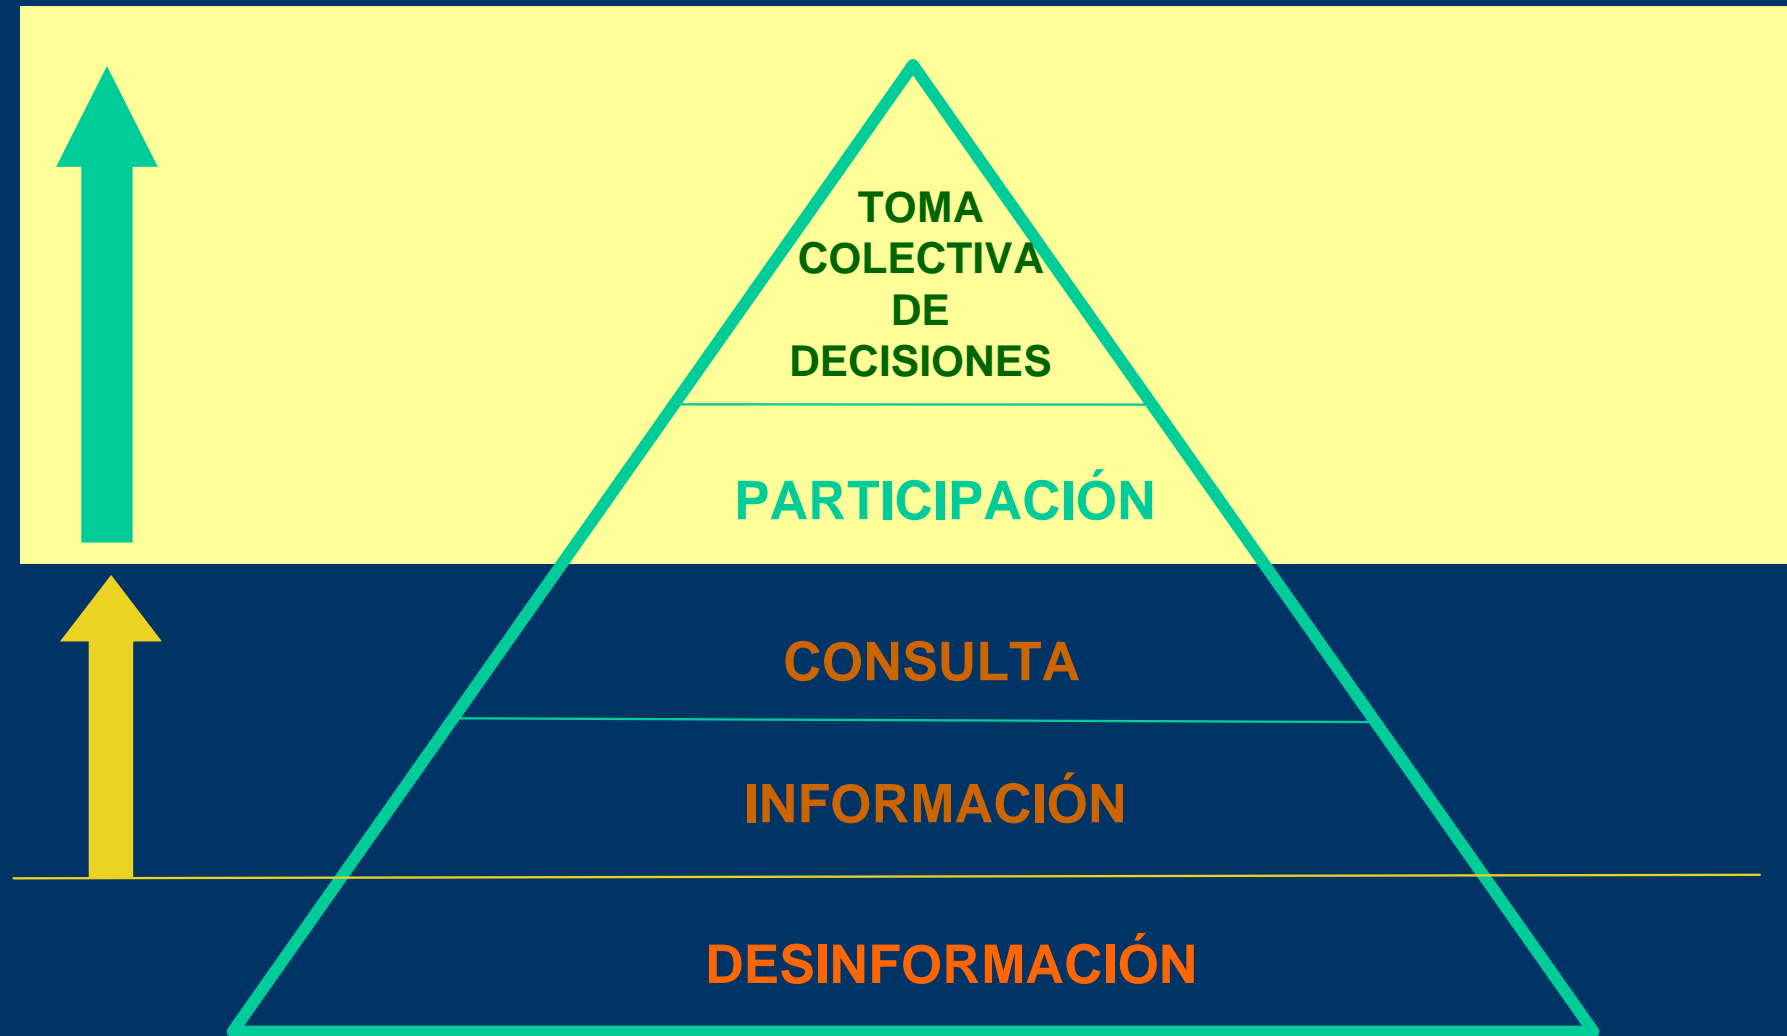 TOMA
COLECTIVA
DE
DECISIONES
PARTICIPACIÓN
CONSULTA
INFORMACIÓN
DESINFORMACIÓN